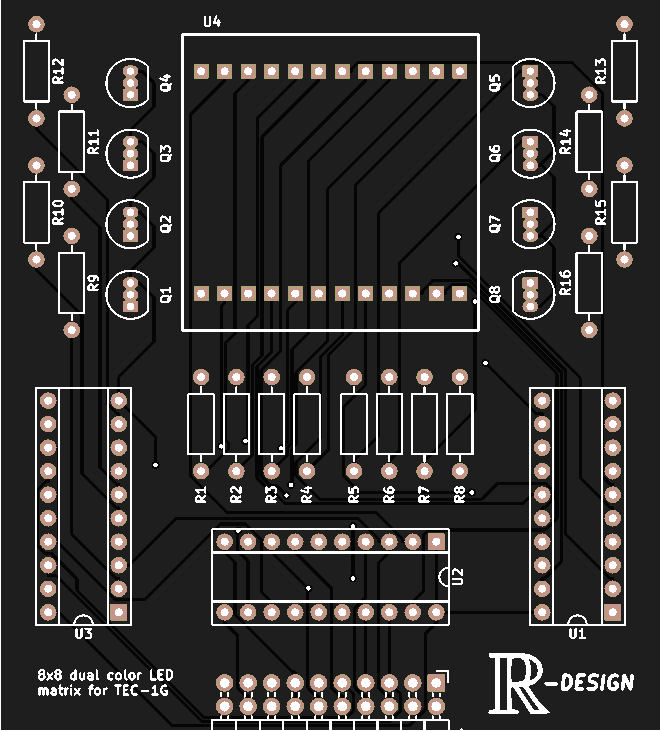 U4
R12
Q4
Q5
R13
R11
Q3
Q6
R14
R10
Q2
Q7
R15
R9
Q1
Q8
R16
R1
R2
R3
R4
R5
R6
R7
R8
U2
U3
U1
8x8 dual color LED
matrix for TEC-1G
R-DESIGN